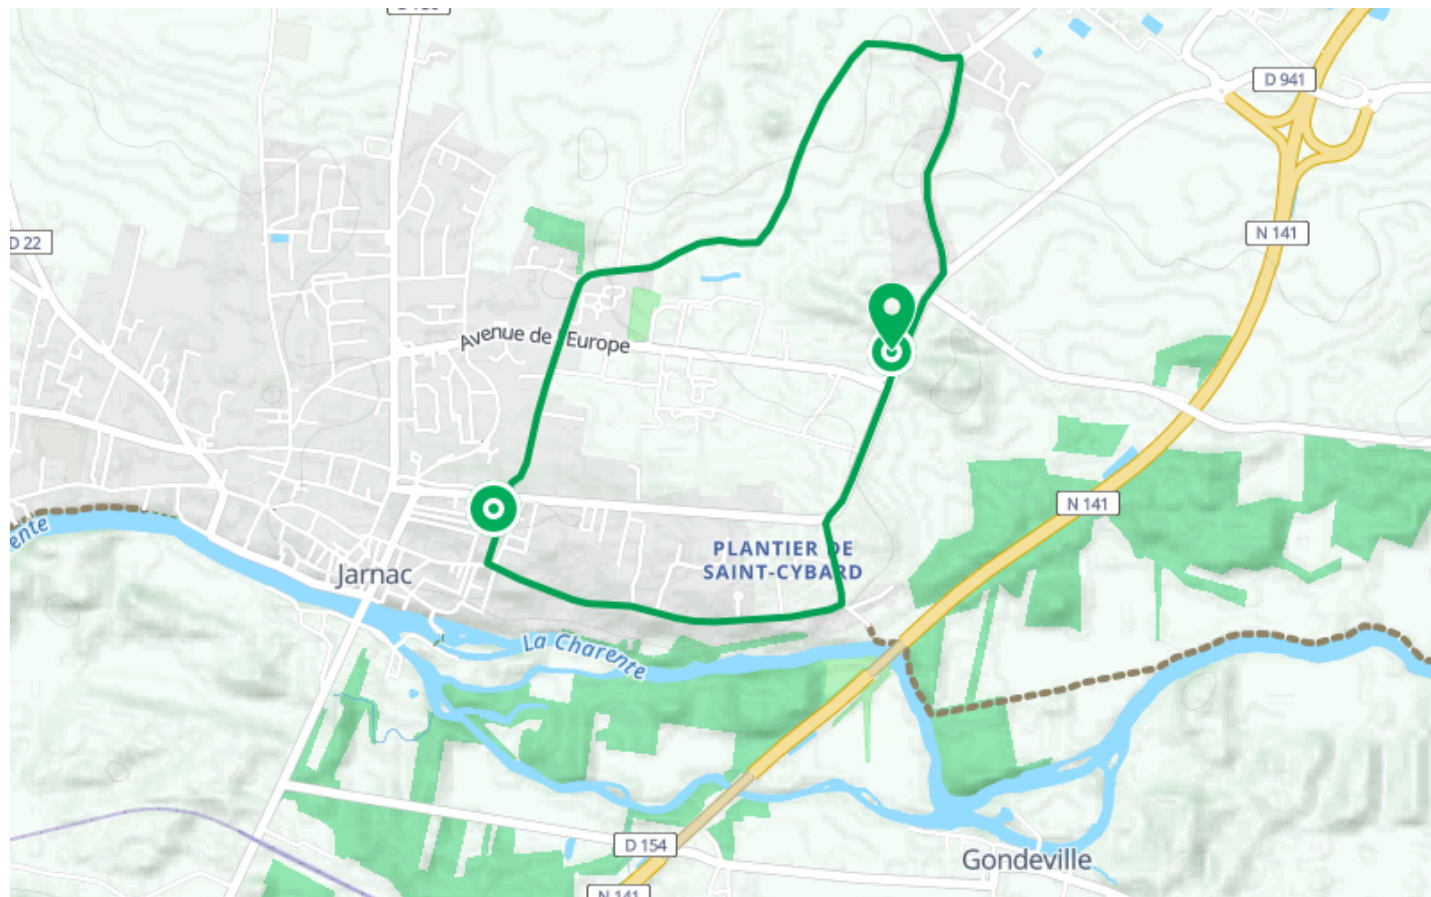 D 941
D 22
N 141
Avenue de l'Europe
N 141
PLANTIER DE
SAINT-CYBARD
ente
Jarnac
La Charente
D 154
Gondeville
N 141